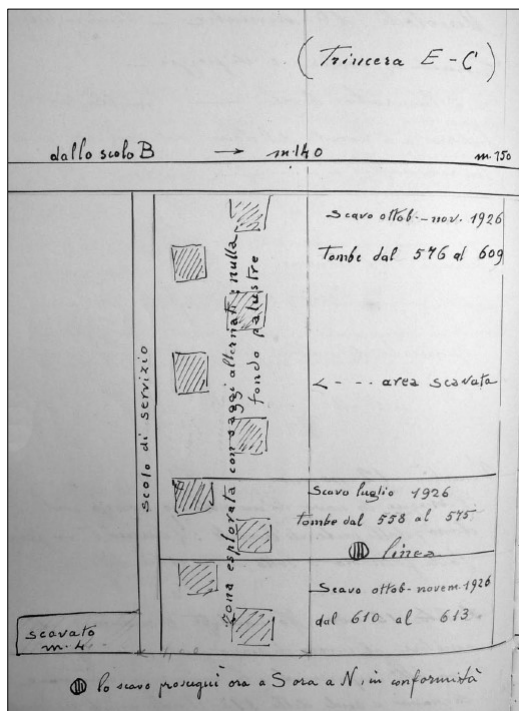 (Trincera E-C)
dallo scolo B → m. 140
m. 150
Scavo ottob.-nov. 1926
Tombe dal 576 al 609
scolo di servizio
Zona esplorata con saggi alternati; nulla
fondo palustre
<- - - - area scavata
Scavo luglio 1926
tombe dal 558 al 575
linea
Scavo ottob-novem. 1926
dal 610 al 613
scavato
m. 4.
lo scavo proseguì ora a S ora a N, in conformità